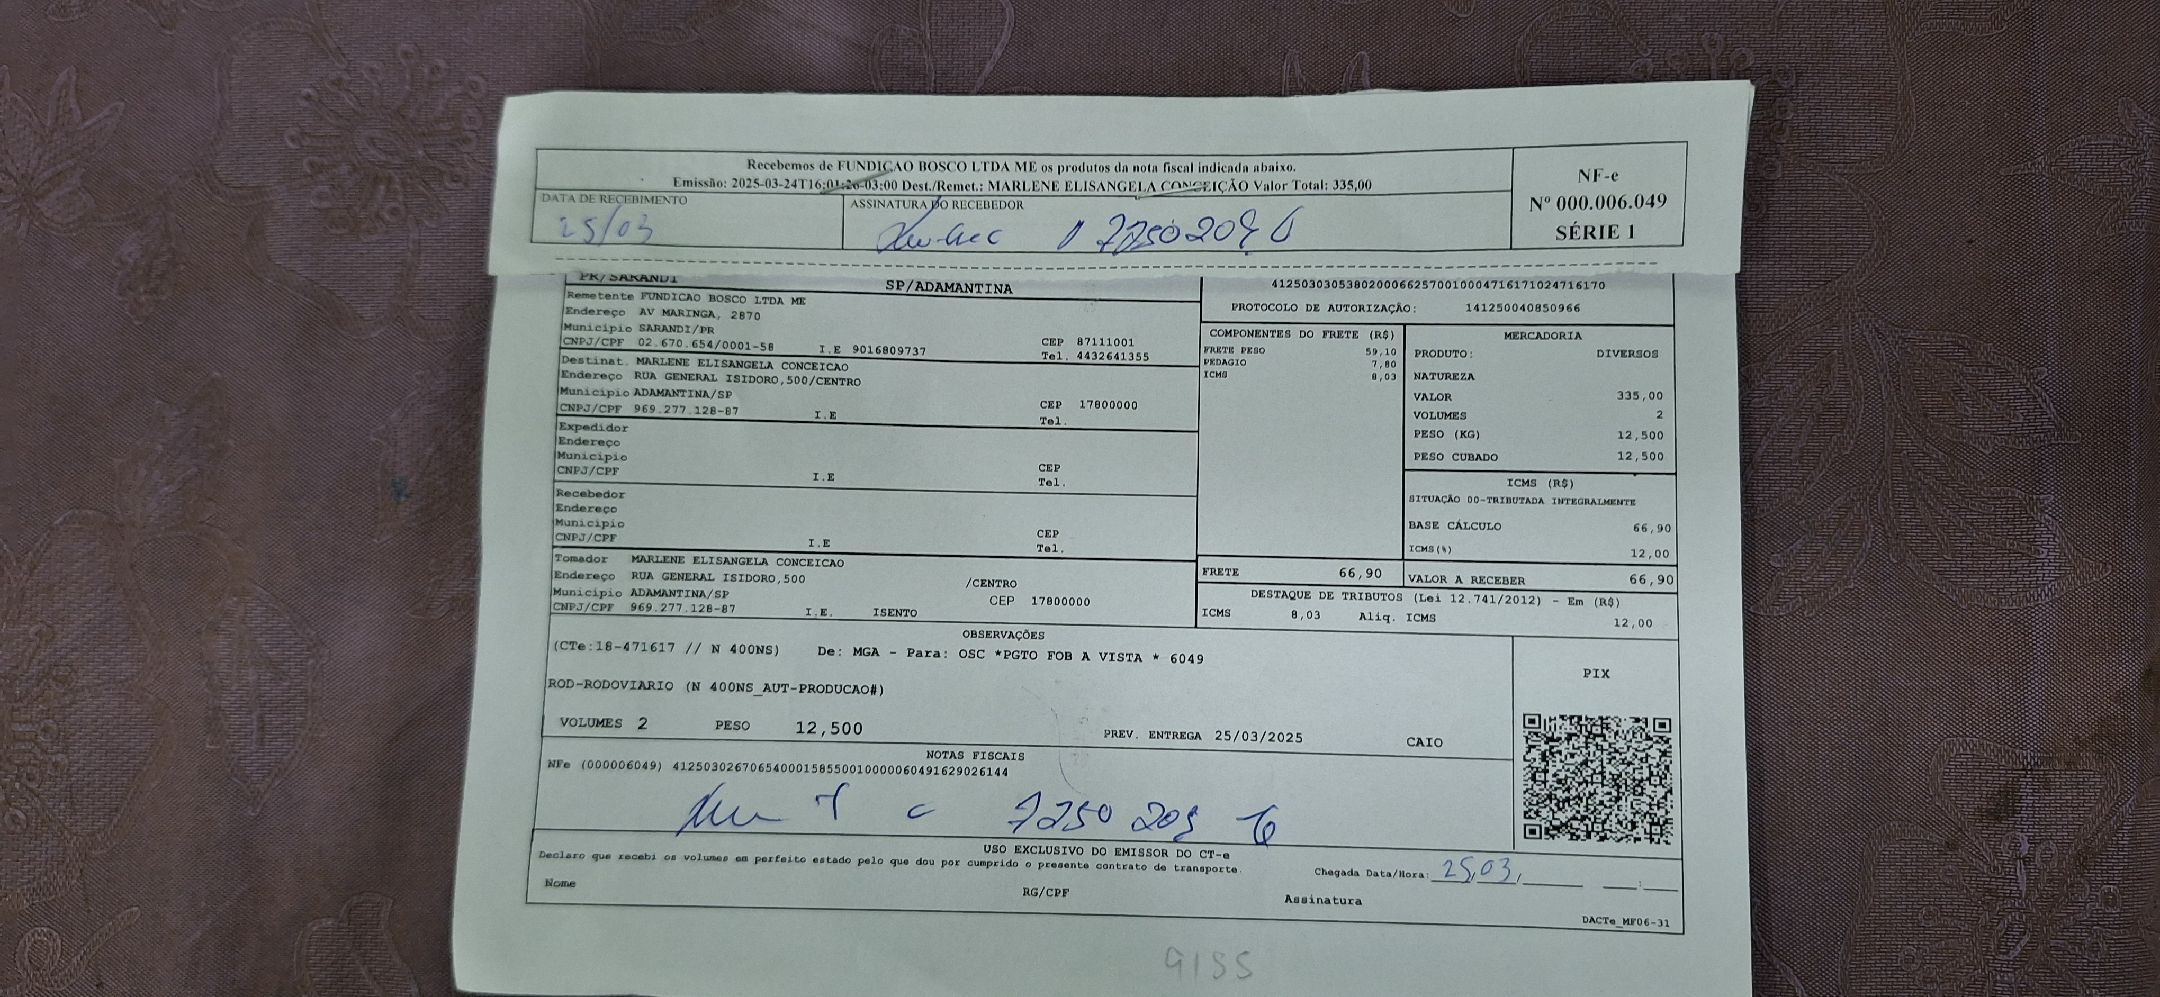 Recebemos de FUNDIÇAO BOSCO LTDA ME os produtos da nota fiscal indicada abaixo.
Emissão: 2025-03-24T16:01:26-03:00 Dest./Remet.: MARLENE ELISANGELA CONCEIÇÃO Valor Total: 335,00
DATA DE RECEBIMENTO
25/03
ASSINATURA DO RECEBEDOR
NF-e
Nº 000.006.049
SÉRIE 1
PR/SARANDI
SP/ADAMANTINA
Remetente FUNDICAO BOSCO LTDA ME
Endereço AV MARINGA, 2870
Municipio SARANDI/PR
CEP 87111001
CNPJ/CPF 02.670.654/0001-58 I.E 9016809737
Tel. 4432641355
Destinat. MARLENE ELISANGELA CONCEICAO
Endereço RUA GENERAL ISIDORO,500/CENTRO
Municipio ADAMANTINA/SP
CEP 17800000
CNPJ/CPF 969.277.128-87 I.E
Tel.
Expedidor
Endereço
Municipio
CEP
CNPJ/CPF I.E
Tel.
Recebedor
Endereço
Municipio
CEP
CNPJ/CPF I.E
Tel.
Tomador MARLENE ELISANGELA CONCEICAO
Endereço RUA GENERAL ISIDORO,500 /CENTRO
Municipio ADAMANTINA/SP CEP 17800000
CNPJ/CPF 969.277.128-87 I.E. ISENTO
41250303053802000662570010004716171024716170
PROTOCOLO DE AUTORIZAÇÃO: 141250040850966
COMPONENTES DO FRETE (R$)
FRETE PESO 59,10
PEDAGIO 7,80
ICMS 8,03
MERCADORIA
PRODUTO: DIVERSOS
NATUREZA
VALOR 335,00
VOLUMES 2
PESO (KG) 12,500
PESO CUBADO 12,500
ICMS (R$)
SITUAÇÃO 00-TRIBUTADA INTEGRALMENTE
BASE CÁLCULO 66,90
ICMS(%) 12,00
FRETE 66,90
VALOR A RECEBER 66,90
DESTAQUE DE TRIBUTOS (Lei 12.741/2012) - Em (R$)
ICMS 8,03 Aliq. ICMS 12,00
OBSERVAÇÕES
(CTe:18-471617 // N 400NS) De: MGA - Para: OSC *PGTO FOB A VISTA * 6049
ROD-RODOVIARIO (N 400NS_AUT-PRODUCAO#)
VOLUMES 2 PESO 12,500 PREV. ENTREGA 25/03/2025 CAIO
PIX
NOTAS FISCAIS
NFe (000006049) 41250302670654000158550010000060491629026144
USO EXCLUSIVO DO EMISSOR DO CT-e
Declaro que recebi os volumes em perfeito estado pelo que dou por cumprido o presente contrato de transporte.
Chegada Data/Hora: 25,03,
Nome RG/CPF Assinatura
DACTe_MF06-31